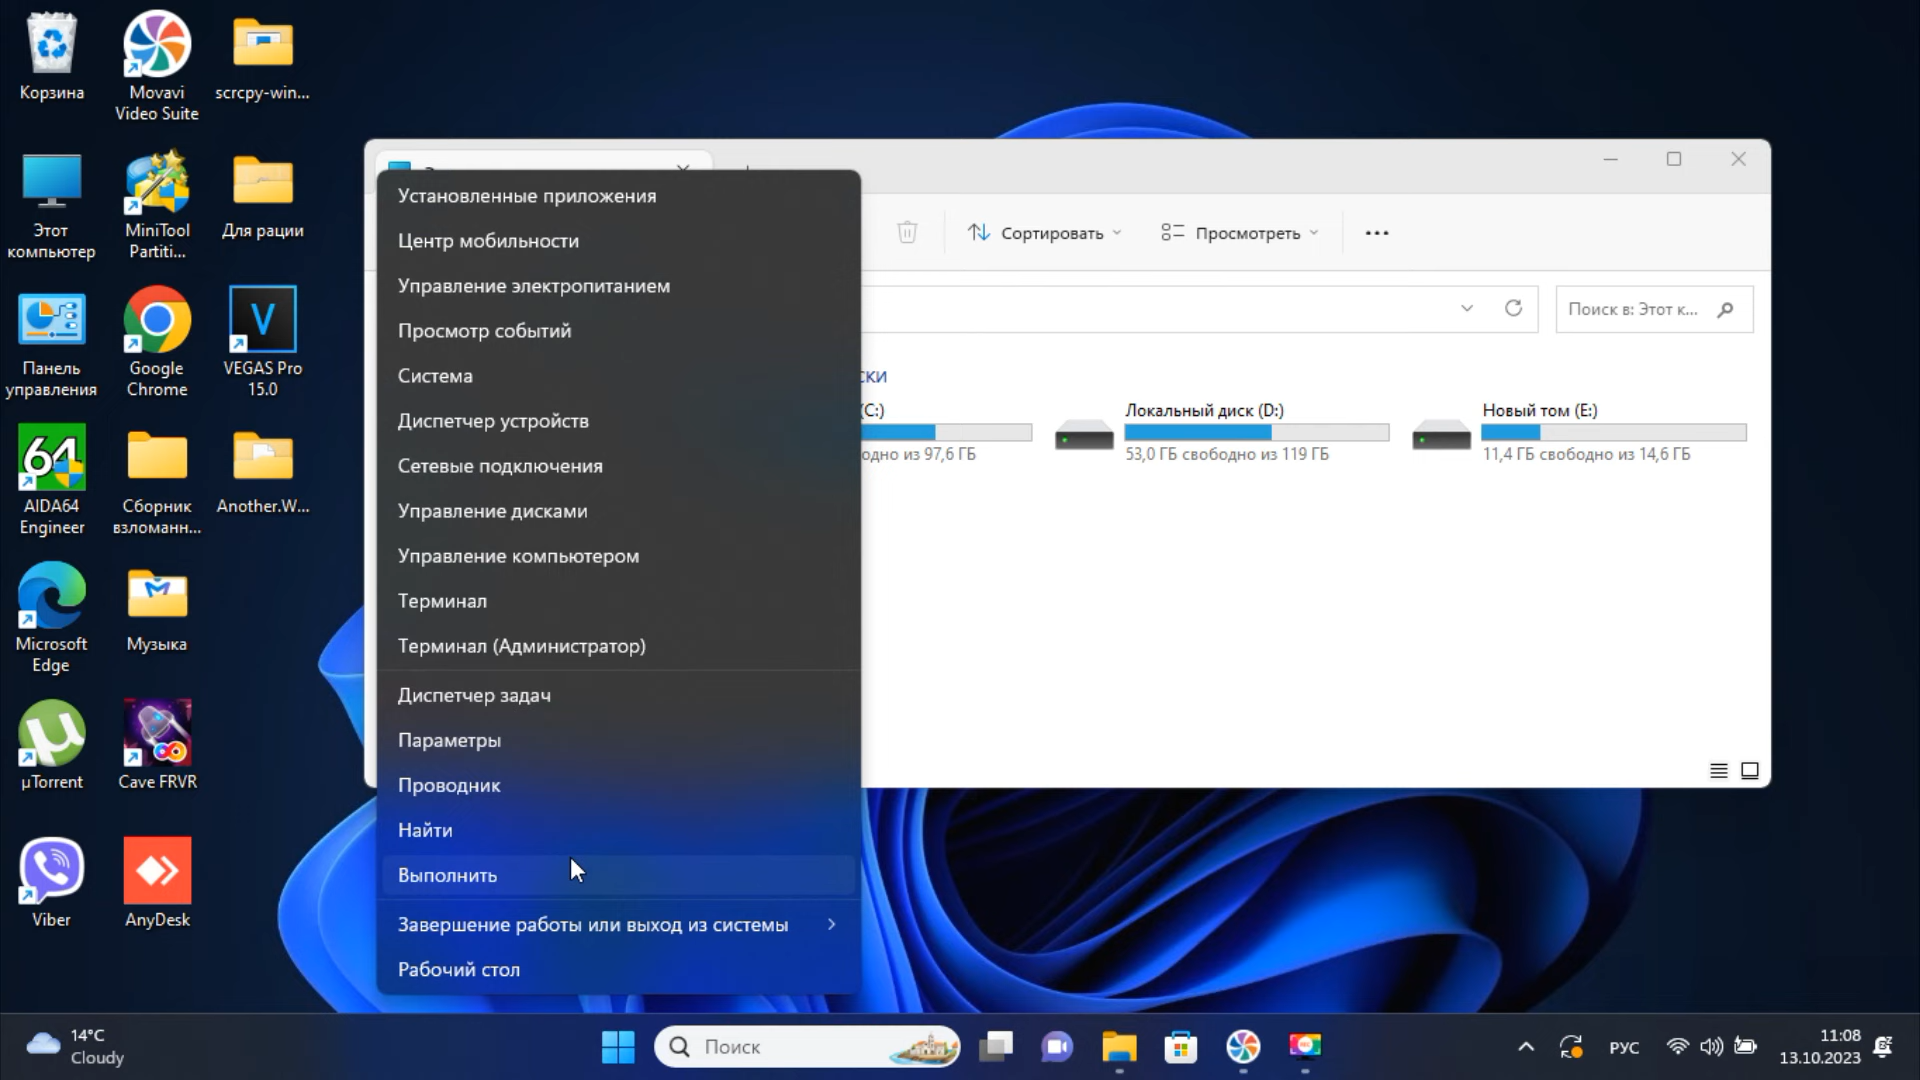 Корзина
Movavi
Video Suite
scrcpy-win...
Этот
компьютер
MiniTool
Partiti...
Для рации
Панель
управления
Google
Chrome
VEGAS Pro
15.0
64
AIDA64
Engineer
Сборник
взломанн...
Another.W...
Microsoft
Edge
Музыка
µTorrent
Cave FRVR
Viber
AnyDesk
Сортировать
Просмотреть
Поиск в: Этот к...
(C:)
из 97,6 ГБ
Локальный диск (D:)
53,0 ГБ свободно из 119 ГБ
Новый том (E:)
11,4 ГБ свободно из 14,6 ГБ
Установленные приложения
Центр мобильности
Управление электропитанием
Просмотр событий
Система
Диспетчер устройств
Сетевые подключения
Управление дисками
Управление компьютером
Терминал
Терминал (Администратор)
Диспетчер задач
Параметры
Проводник
Найти
Выполнить
Завершение работы или выход из системы
Рабочий стол
14°C
Cloudy
Поиск
РУС
11:08
13.10.2023